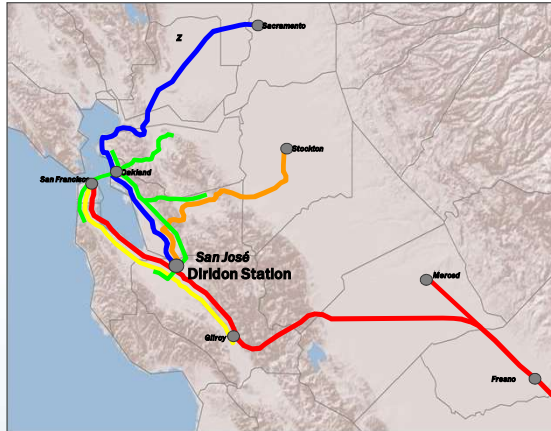 Z
Sacramento
Stockton
Oakland
San Francisco
San José
Diridon Station
Merced
Gilroy
Fresno